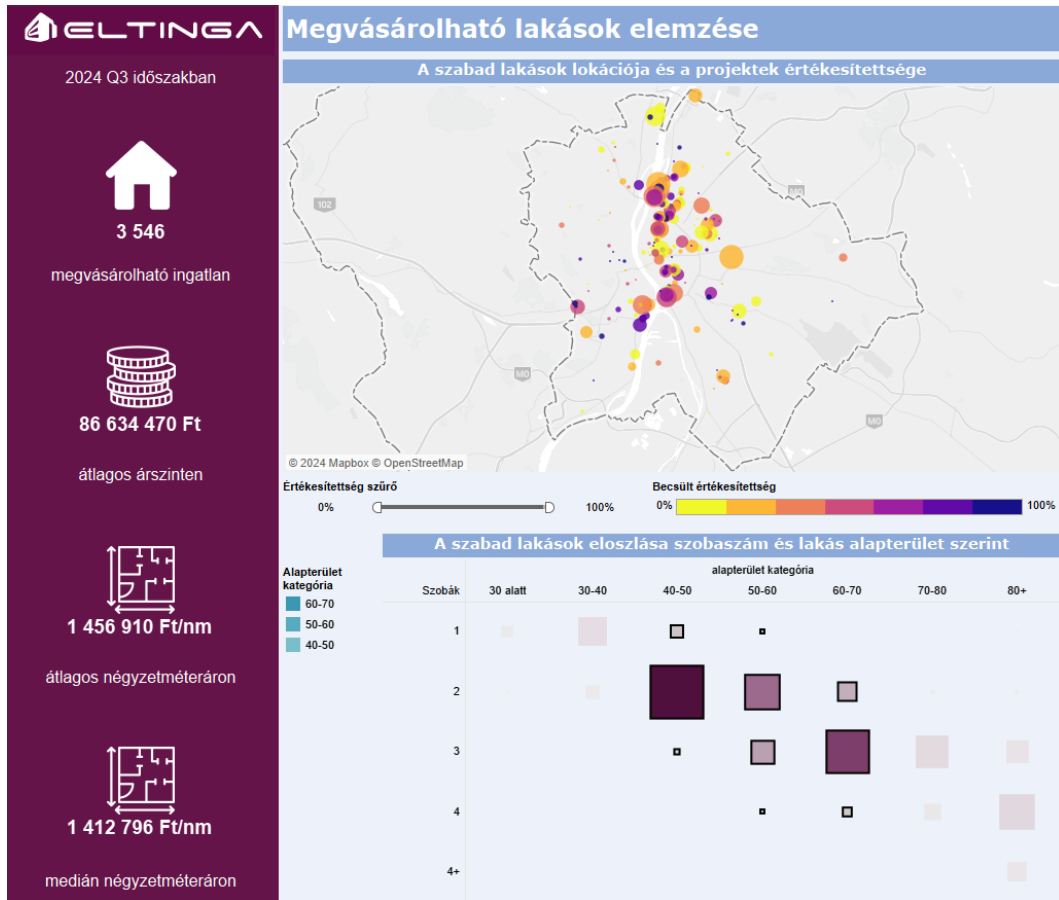 ELTINGA
2024 Q3 időszakban
3 546
megvásárolható ingatlan
86 634 470 Ft
átlagos árszinten
1 456 910 Ft/nm
átlagos négyzetméteráron
1 412 796 Ft/nm
medián négyzetméteráron
Megvásárolható lakások elemzése
A szabad lakások lokációja és a projektek értékesítettsége
M0
102
M0
M0
© 2024 Mapbox © OpenStreetMap
Értékesítettség szűrő
0% 100%
Becsült értékesítettség
0% 100%
A szabad lakások eloszlása szobaszám és lakás alapterület szerint
Alapterület
kategória
60-70
50-60
40-50
alapterület kategória
Szobák 30 alatt 30-40 40-50 50-60 60-70 70-80 80+
1
2
3
4
4+